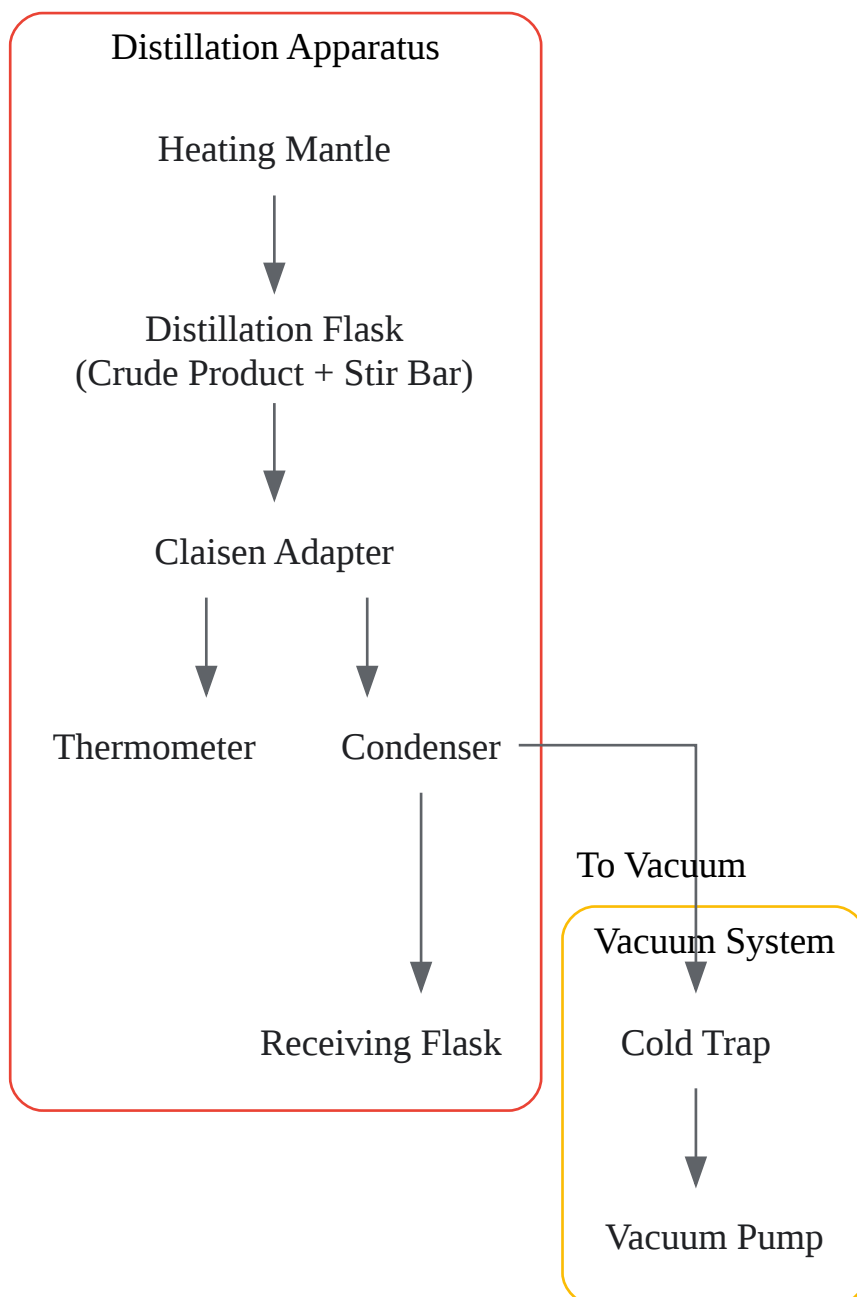 Distillation Apparatus
Heating Mantle
Distillation Flask
(Crude Product + Stir Bar)
Claisen Adapter
Thermometer
Condenser
To Vacuum
Vacuum System
Receiving Flask
Cold Trap
Vacuum Pump